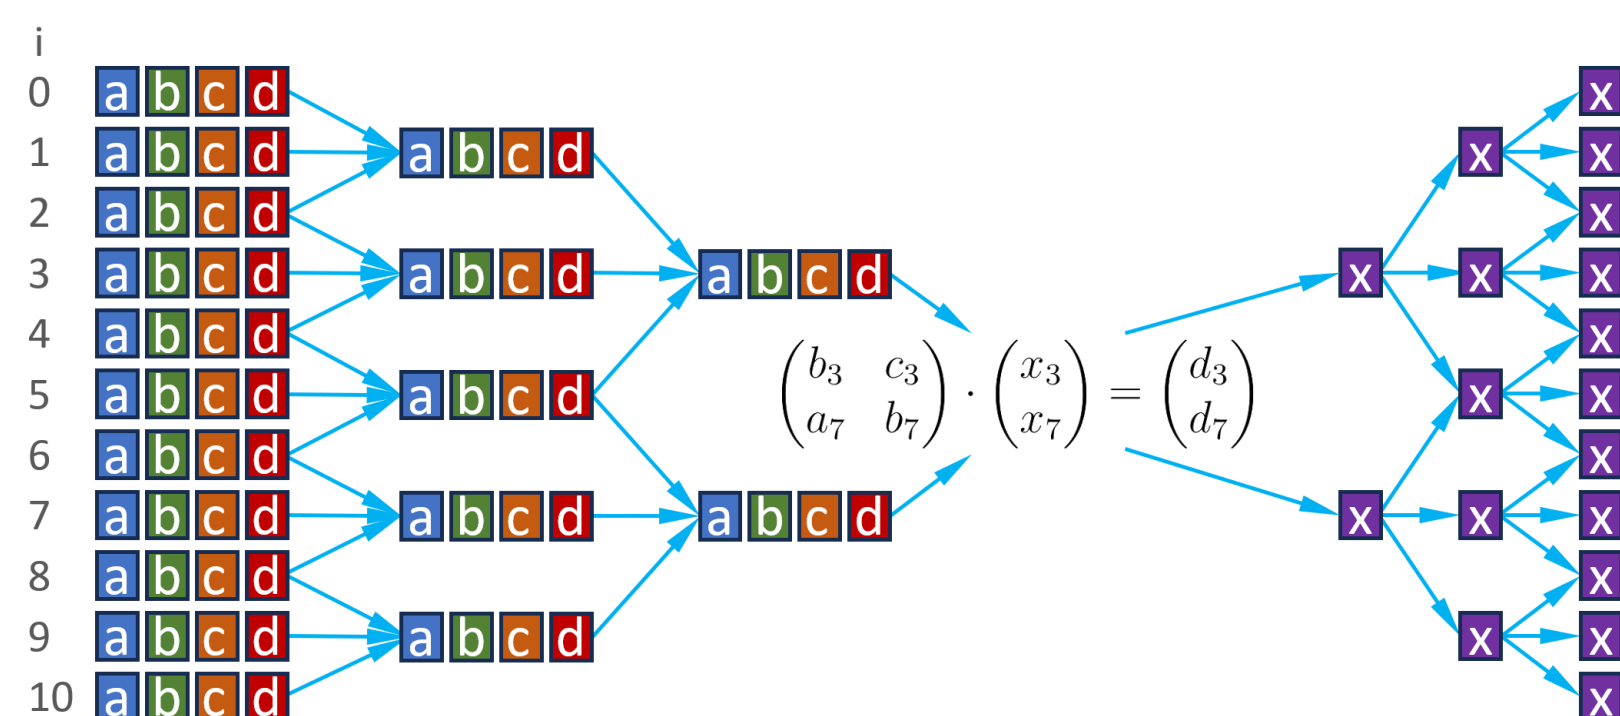 i
0 a b c d x
1 a b c d a b c d x x
2 a b c d x
3 a b c d a b c d a b c d x x x
4 a b c d x
b₃ c₃ x₃ d₃
5 a b c d a b c d · = x x
a₇ b₇ x₇ d₇
6 a b c d x
7 a b c d a b c d a b c d x x x
8 a b c d x
9 a b c d a b c d x x
10 a b c d x